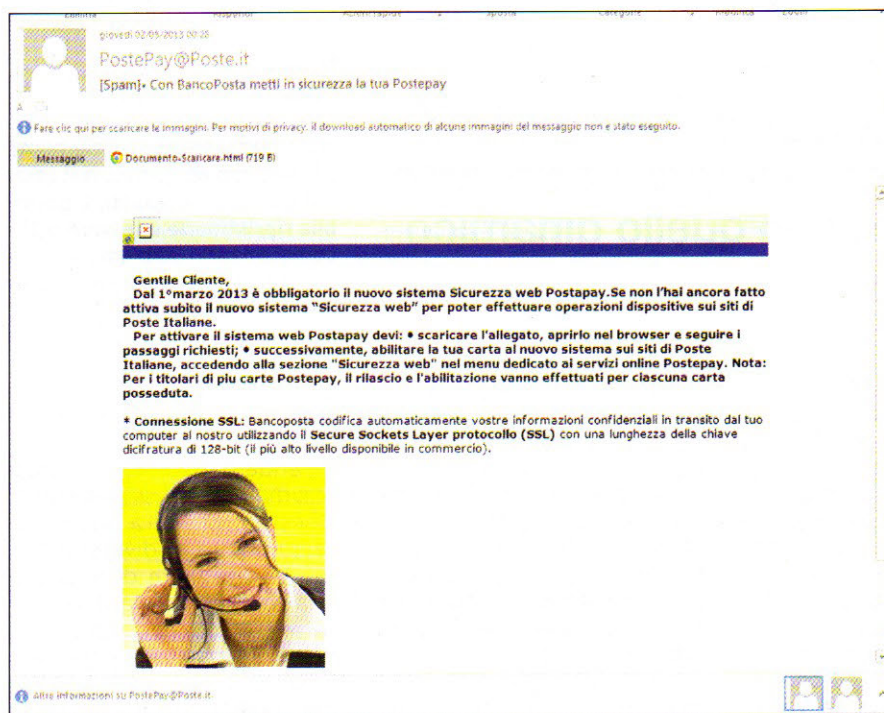 giovedì 02/05/2013 00:28
PostePay@Poste.it
[Spam]• Con BancoPosta metti in sicurezza la tua Postepay
A
Fare clic qui per scaricare le immagini. Per motivi di privacy, il download automatico di alcune immagini del messaggio non è stato eseguito.
Messaggio Documento-Scaricare.html (719 B)
Gentile Cliente,
Dal 1°marzo 2013 è obbligatorio il nuovo sistema Sicurezza web Postapay.Se non l'hai ancora fatto
attiva subito il nuovo sistema "Sicurezza web" per poter effettuare operazioni dispositive sui siti di
Poste Italiane.
Per attivare il sistema web Postapay devi: • scaricare l'allegato, aprirlo nel browser e seguire i
passaggi richiesti; • successivamente, abilitare la tua carta al nuovo sistema sui siti di Poste
Italiane, accedendo alla sezione "Sicurezza web" nel menu dedicato ai servizi online Postepay. Nota:
Per i titolari di piu carte Postepay, il rilascio e l'abilitazione vanno effettuati per ciascuna carta
posseduta.
* Connessione SSL: Bancoposta codifica automaticamente vostre informazioni confidenziali in transito dal tuo
computer al nostro utilizzando il Secure Sockets Layer protocollo (SSL) con una lunghezza della chiave
dicifratura di 128-bit (il più alto livello disponibile in commercio).
Altre informazioni su PostePay@Poste.it